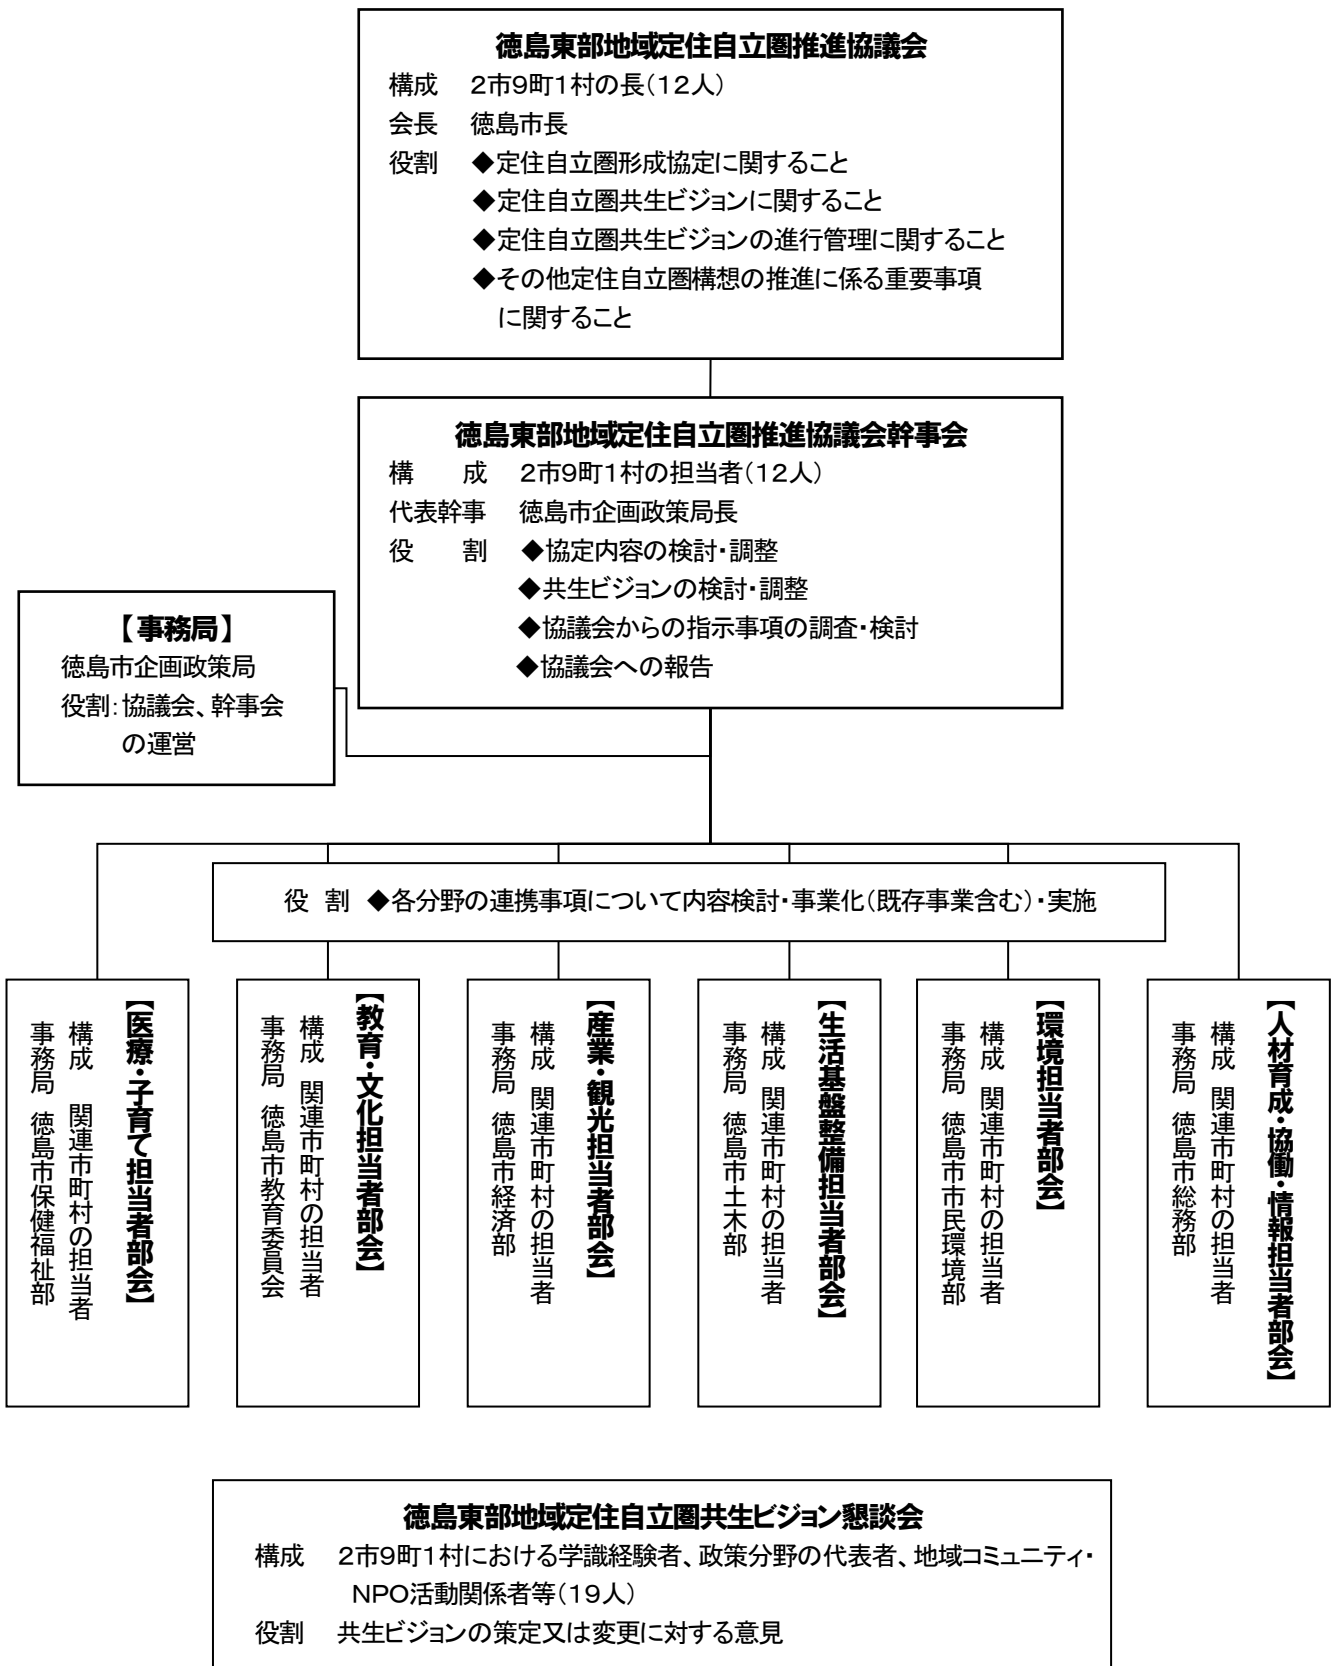 徳島東部地域定住自立圏推進協議会
構成 2市9町1村の長(12人)
会長 徳島市長
役割 ◆定住自立圏形成協定に関すること
◆定住自立圏共生ビジョンに関すること
◆定住自立圏共生ビジョンの進行管理に関すること
◆その他定住自立圏構想の推進に係る重要事項
に関すること
徳島東部地域定住自立圏推進協議会幹事会
構 成 2市9町1村の担当者(12人)
代表幹事 徳島市企画政策局長
役 割 ◆協定内容の検討・調整
◆共生ビジョンの検討・調整
◆協議会からの指示事項の調査・検討
◆協議会への報告
【事務局】
徳島市企画政策局
役割:協議会、幹事会
の運営
役 割 ◆各分野の連携事項について内容検討・事業化(既存事業含む)・実施
【医療・子育て担当者部会】
構成 関連市町村の担当者
事務局 徳島市保健福祉部
【教育・文化担当者部会】
構成 関連市町村の担当者
事務局 徳島市教育委員会
【産業・観光担当者部会】
構成 関連市町村の担当者
事務局 徳島市経済部
【生活基盤整備担当者部会】
構成 関連市町村の担当者
事務局 徳島市土木部
【環境担当者部会】
構成 関連市町村の担当者
事務局 徳島市市民環境部
【人材育成・協働・情報担当者部会】
構成 関連市町村の担当者
事務局 徳島市総務部
徳島東部地域定住自立圏共生ビジョン懇談会
構成 2市9町1村における学識経験者、政策分野の代表者、地域コミュニティ・
NPO活動関係者等(19人)
役割 共生ビジョンの策定又は変更に対する意見